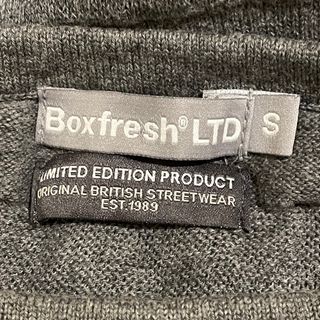 Boxfresh® LTD S
LIMITED EDITION PRODUCT
ORIGINAL BRITISH STREETWEAR
EST.1989